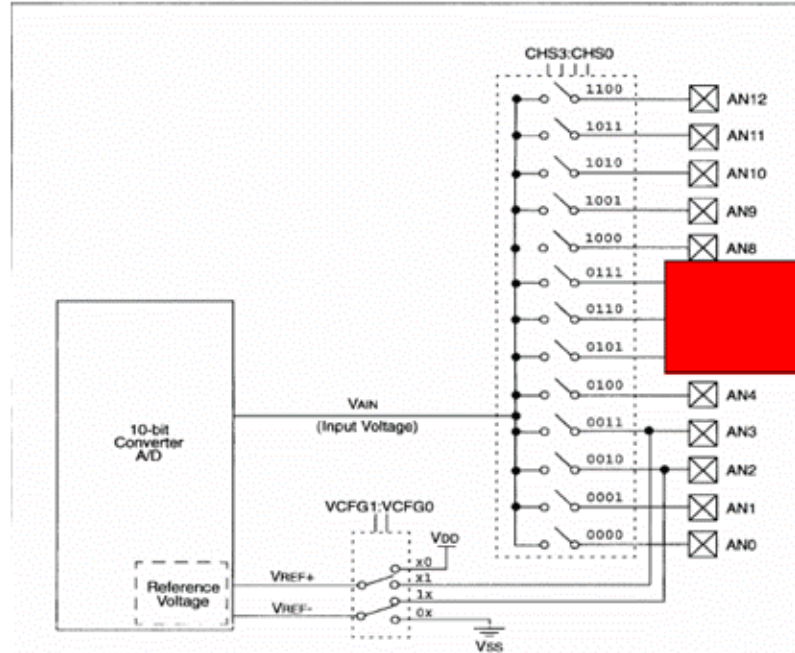 CHS3:CHS0
1100 AN12
1011 AN11
1010 AN10
1001 AN9
1000 AN8
0111
0110
0101
0100 AN4
VAIN
(Input Voltage)
0011 AN3
10-bit
Converter
A/D
0010 AN2
VCFG1:VCFG0
0001 AN1
VDD
0000 AN0
x0
Reference
Voltage
VREF+
x1
1x
VREF-
0x
VSS